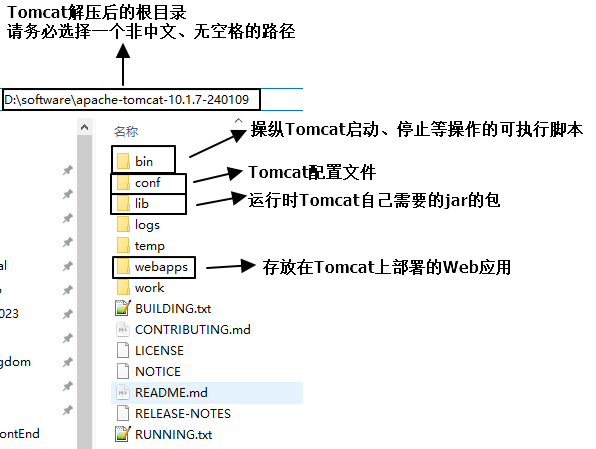 Tomcat解压后的根目录
请务必选择一个非中文、无空格的路径
D:\software\apache-tomcat-10.1.7-240109
名称
操纵Tomcat启动、停止等操作的可执行脚本
bin
Tomcat配置文件
conf
运行时Tomcat自己需要的jar的包
lib
logs
temp
al
存放在Tomcat上部署的Web应用
webapps
work
023
BUILDING.txt
CONTRIBUTING.md
LICENSE
gdom
NOTICE
README.md
RELEASE-NOTES
ontEnd
RUNNING.txt